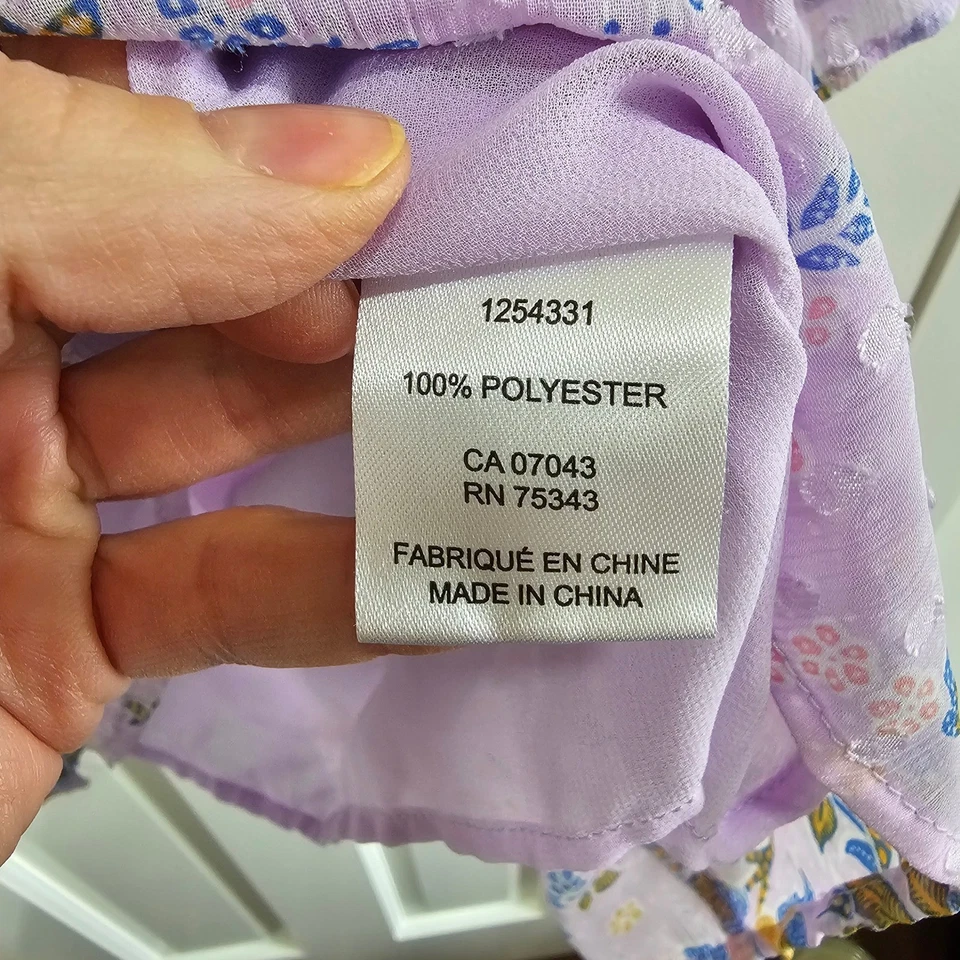 1254331
100% POLYESTER
CA 07043
RN 75343
FABRIQUÉ EN CHINE
MADE IN CHINA